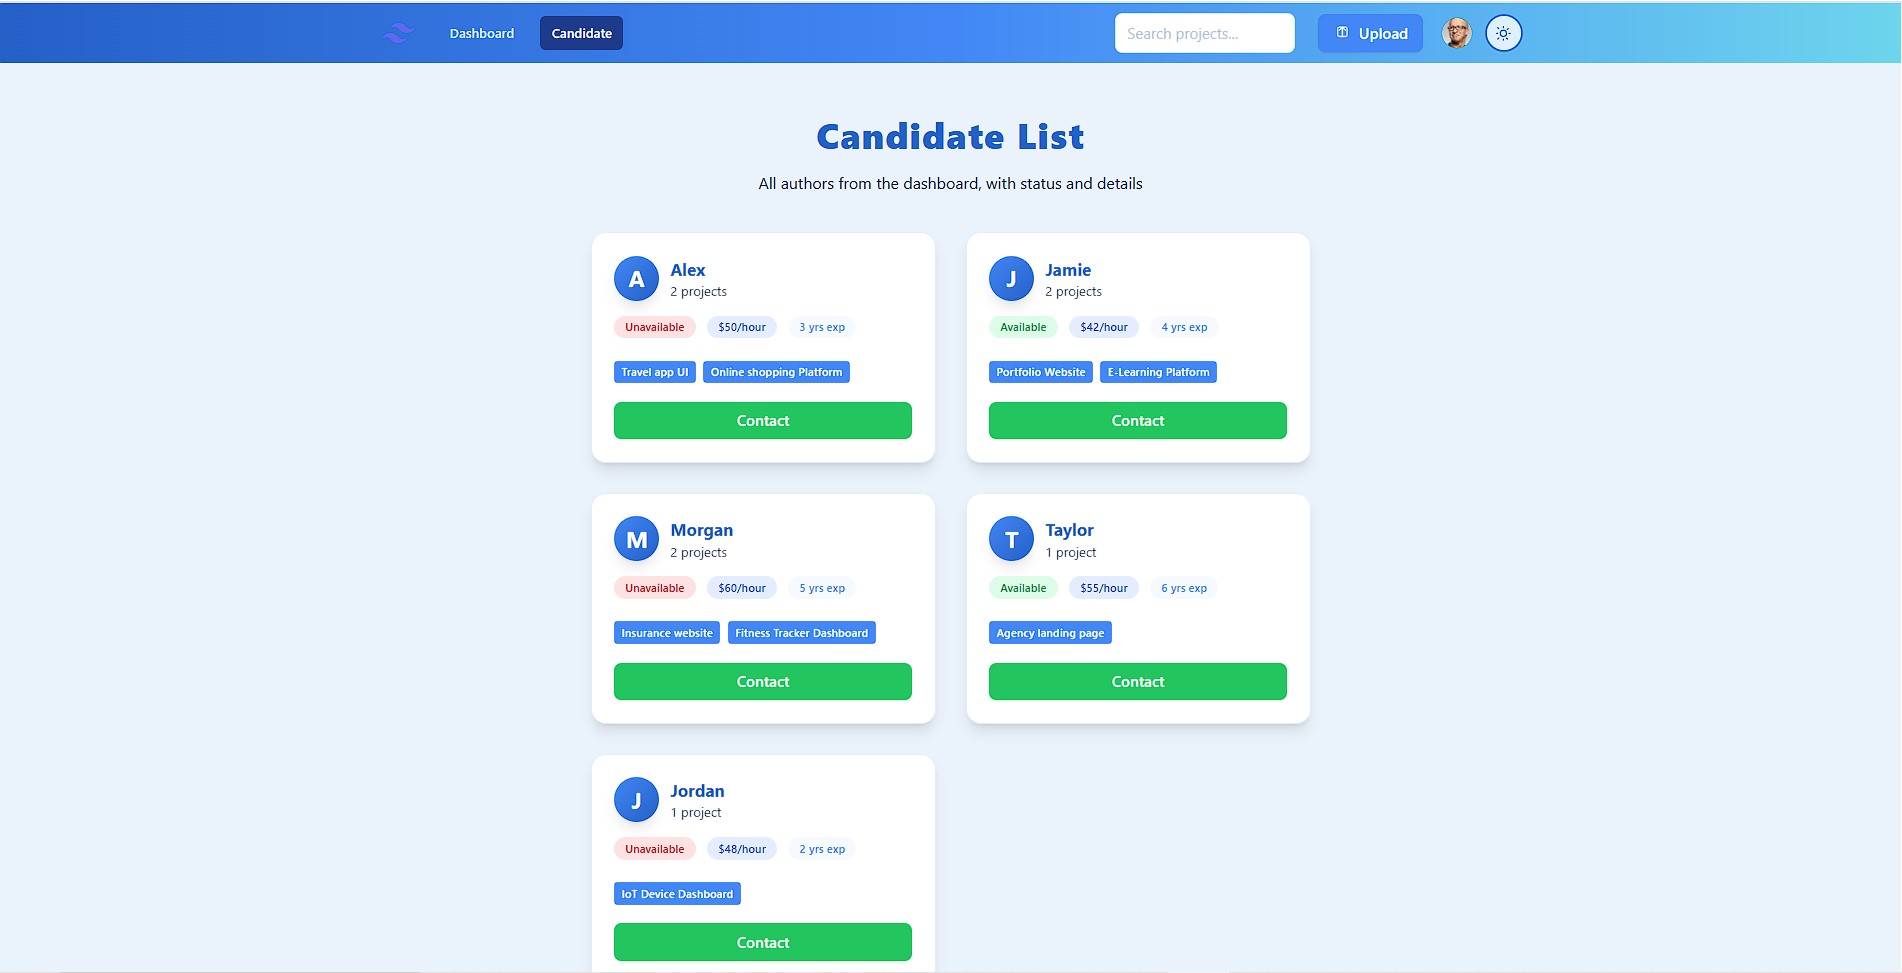 Dashboard Candidate Search projects... Upload
Candidate List
All authors from the dashboard, with status and details
A Alex
2 projects
Unavailable $50/hour 3 yrs exp
Travel app UI Online shopping Platform
Contact
J Jamie
2 projects
Available $42/hour 4 yrs exp
Portfolio Website E-Learning Platform
Contact
M Morgan
2 projects
Unavailable $60/hour 5 yrs exp
Insurance website Fitness Tracker Dashboard
Contact
T Taylor
1 project
Available $55/hour 6 yrs exp
Agency landing page
Contact
J Jordan
1 project
Unavailable $48/hour 2 yrs exp
IoT Device Dashboard
Contact